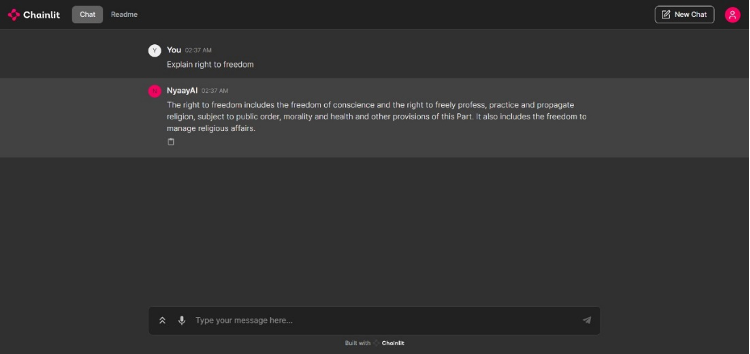 Chainlit Chat Readme New Chat
Y You 02:37 AM
Explain right to freedom
NyaayAI 02:37 AM
The right to freedom includes the freedom of conscience and the right to freely profess, practice and propagate
religion, subject to public order, morality and health and other provisions of this Part. It also includes the freedom to
manage religious affairs.
Type your message here...
Built with Chainlit